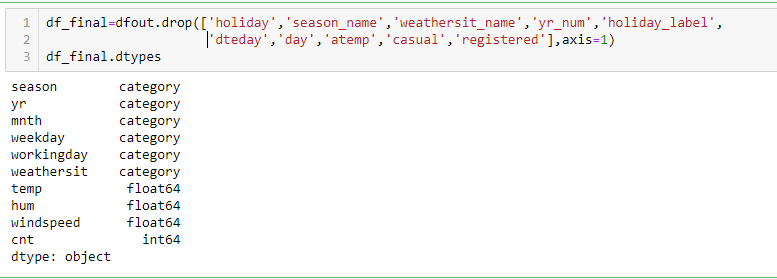 1 df_final=dfout.drop(['holiday','season_name','weathersit_name','yr_num','holiday_label',
2 'dteday','day','atemp','casual','registered'],axis=1)
3 df_final.dtypes
season category
yr category
mnth category
weekday category
workingday category
weathersit category
temp float64
hum float64
windspeed float64
cnt int64
dtype: object